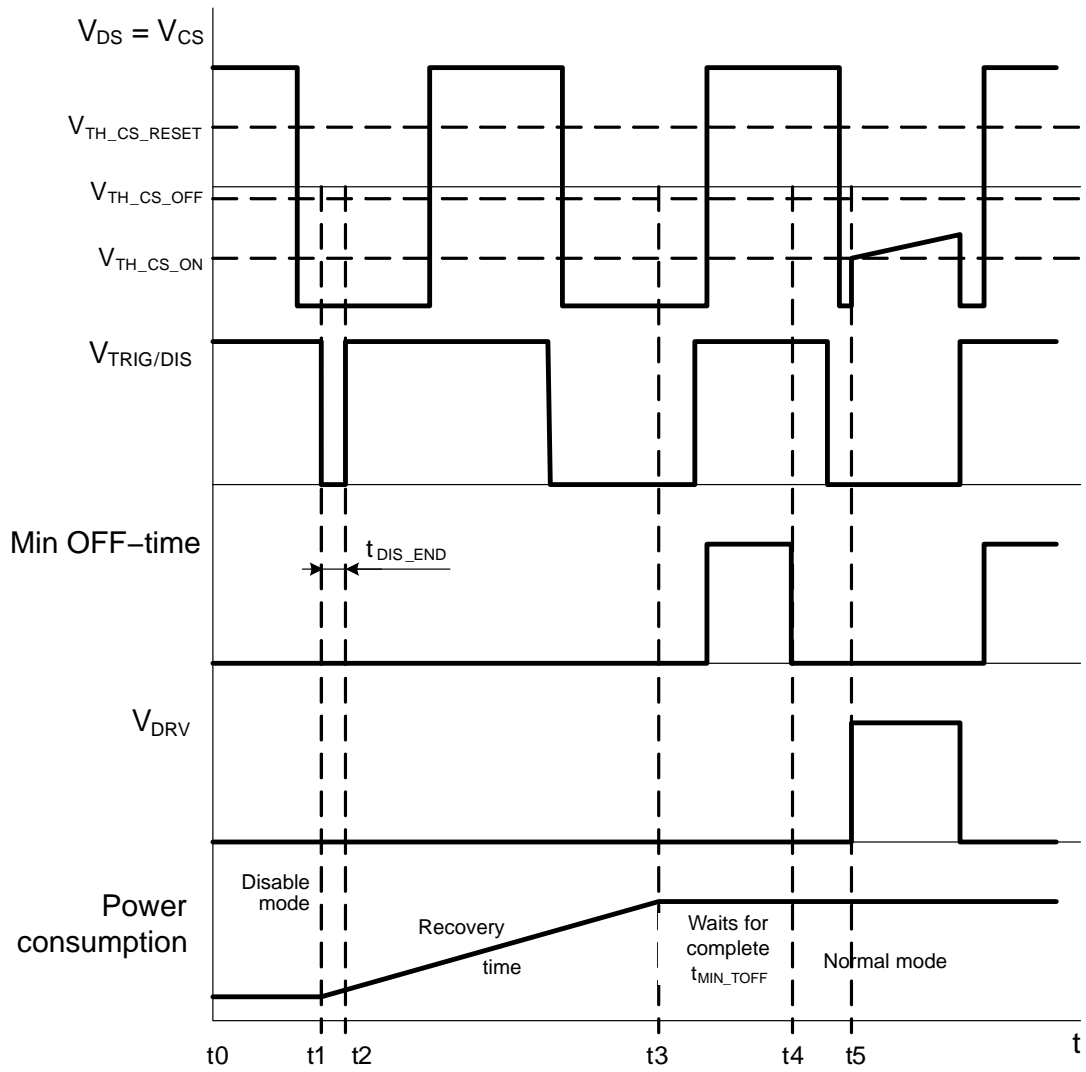 VDS = VCS
VTH_CS_RESET
VTH_CS_OFF
VTH_CS_ON
VTRIG/DIS
Min OFF−time
tDIS_END
VDRV
Power
consumption
Disable
mode
Recovery
time
Waits for
complete
tMIN_TOFF
Normal mode
t0 t1 t2 t3 t4 t5 t